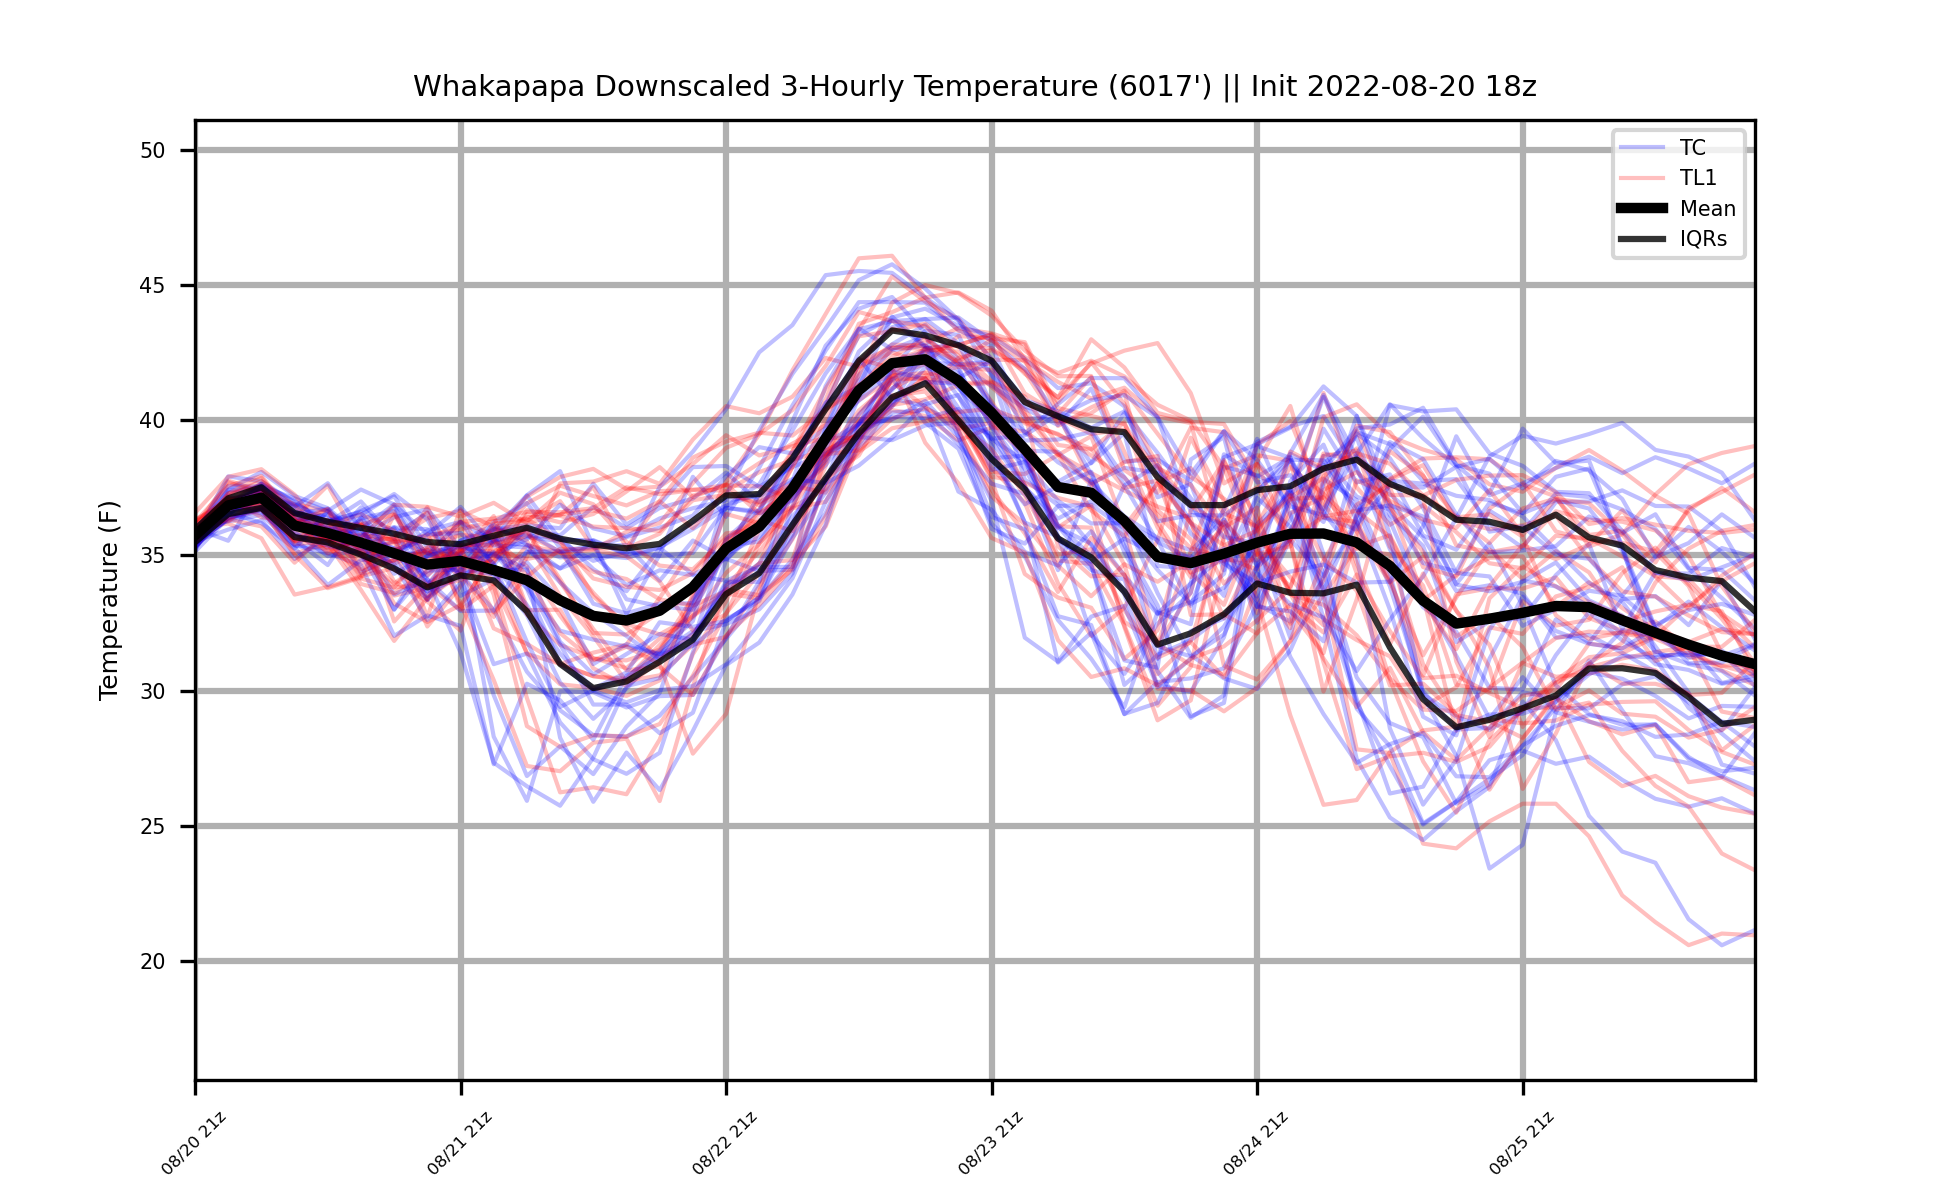 Whakapapa Downscaled 3-Hourly Temperature (6017') || Init 2022-08-20 18z
TC
TL1
Mean
IQRs
Temperature (F)
50
45
40
35
30
25
20
08/20 21z
08/21 21z
08/22 21z
08/23 21z
08/24 21z
08/25 21z